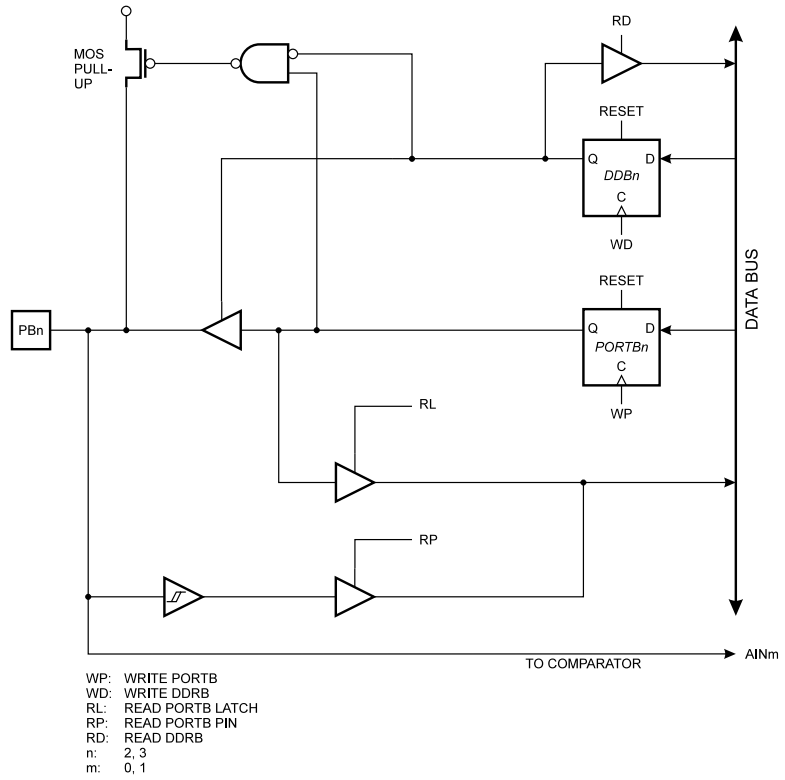 RD
MOS
PULL-
UP
RESET
Q D
DDBn
C
WD
DATA BUS
RESET
PBn
Q D
PORTBn
C
WP
RL
RP
TO COMPARATOR
AINm
WP: WRITE PORTB
WD: WRITE DDRB
RL: READ PORTB LATCH
RP: READ PORTB PIN
RD: READ DDRB
n: 2, 3
m: 0, 1